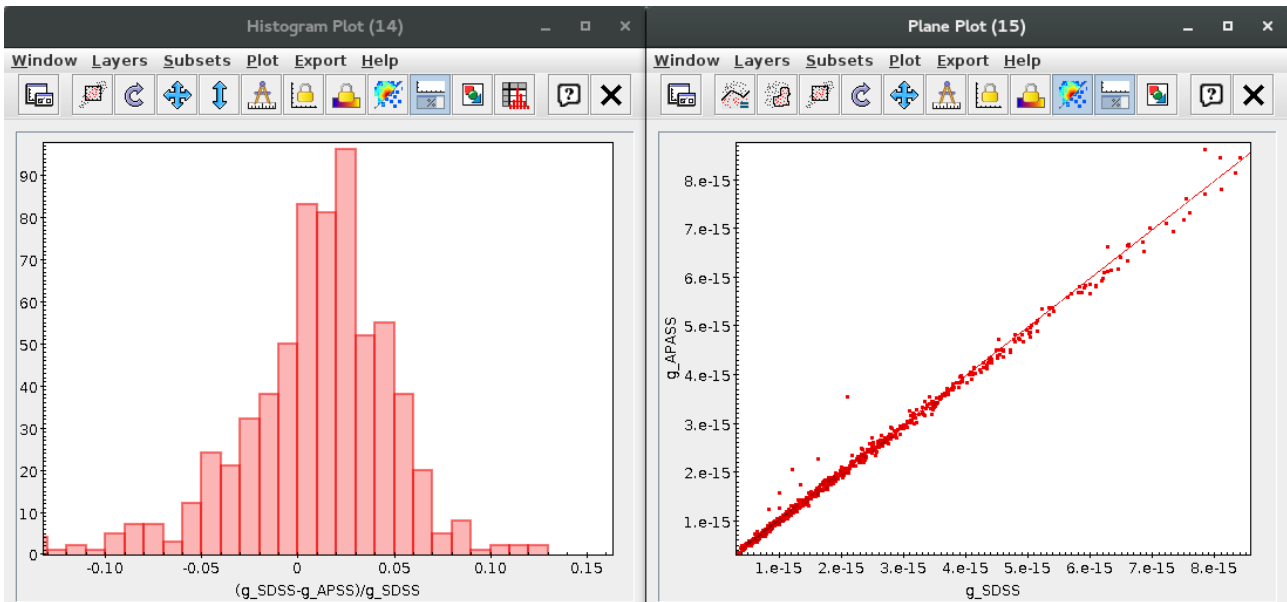 Histogram Plot (14)
Window Layers Subsets Plot Export Help
90
80
70
60
50
40
30
20
10
0
-0.10 -0.05 0 0.05 0.10 0.15
(g_SDSS-g_APSS)/g_SDSS
Plane Plot (15)
Window Layers Subsets Plot Export Help
8.e-15
7.e-15
6.e-15
5.e-15
4.e-15
3.e-15
2.e-15
1.e-15
g_APASS
1.e-15 2.e-15 3.e-15 4.e-15 5.e-15 6.e-15 7.e-15 8.e-15
g_SDSS